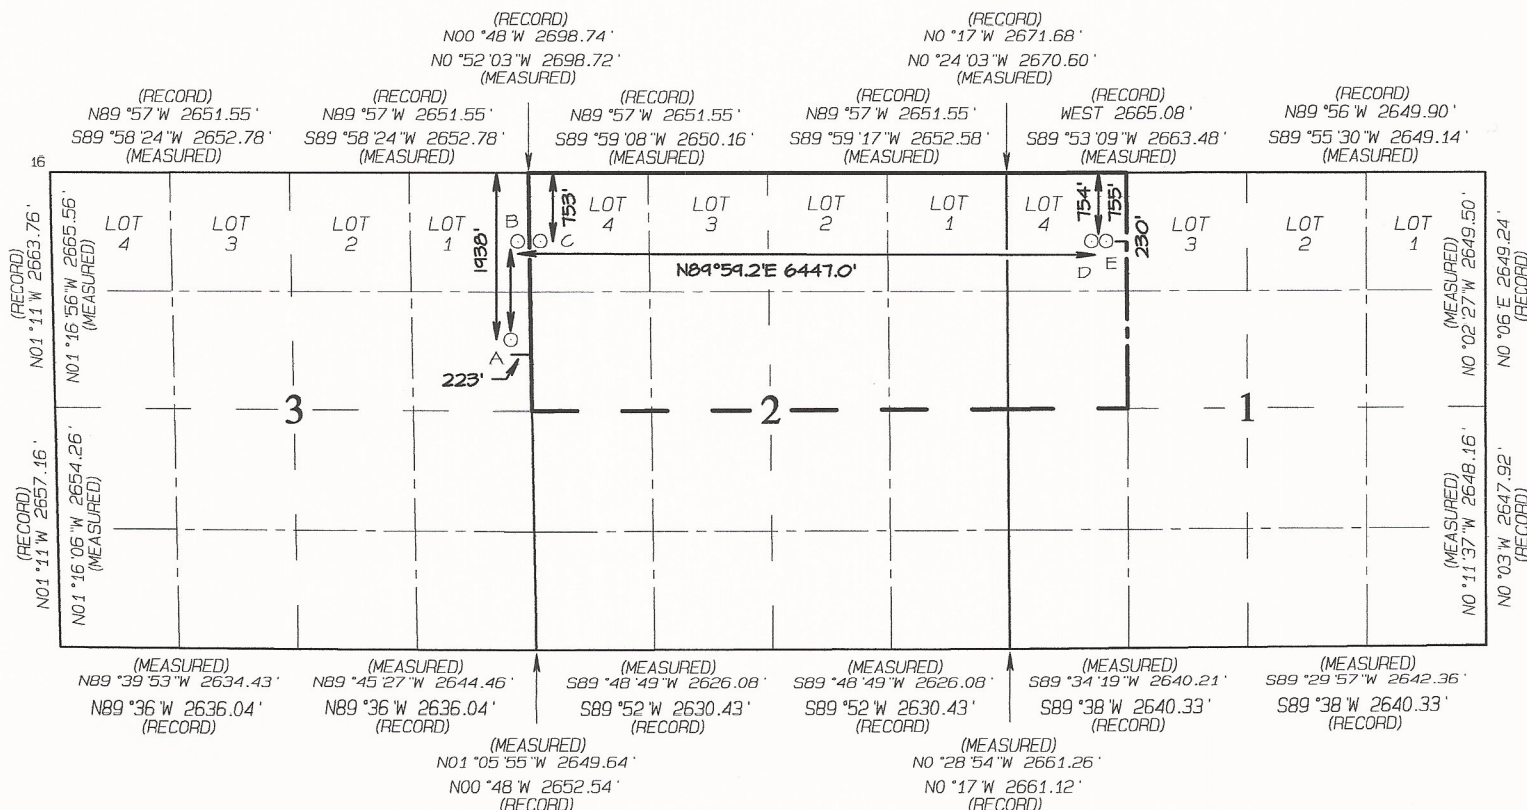 (RECORD)
N00°48'W 2698.74'
N0°52'03"W 2698.72'
(MEASURED)
(RECORD)
N0°17'W 2671.68'
N0°24'03"W 2670.60'
(MEASURED)
(RECORD)
N89°57'W 2651.55'
S89°58'24"W 2652.78'
(MEASURED)
(RECORD)
N89°57'W 2651.55'
S89°58'24"W 2652.78'
(MEASURED)
(RECORD)
N89°57'W 2651.55'
S89°59'08"W 2650.16'
(MEASURED)
(RECORD)
N89°57'W 2651.55'
S89°59'17"W 2652.58'
(MEASURED)
(RECORD)
WEST 2665.08'
S89°53'09"W 2663.48'
(MEASURED)
(RECORD)
N89°56'W 2649.90'
S89°55'30"W 2649.14'
(MEASURED)
16
(RECORD)
N01°11'W 2663.76'
N01°16'56"W 2665.56'
(MEASURED)
LOT
4
LOT
3
LOT
2
LOT
1
B
1938'
753'
C
LOT
4
LOT
3
LOT
2
LOT
1
LOT
4
754'
755'
230'
D
E
LOT
3
LOT
2
LOT
1
N89°59.2'E 6447.0'
A
223'
(MEASURED)
N0°02'27"W 2649.50'
N0°06'E 2649.24'
(RECORD)
3
2
1
(RECORD)
N01°11'W 2657.16'
N01°16'06"W 2654.26'
(MEASURED)
(MEASURED)
N0°11'37"W 2648.16'
N0°03'W 2647.92'
(RECORD)
(MEASURED)
N89°39'53"W 2634.43'
N89°36'W 2636.04'
(RECORD)
(MEASURED)
N89°45'27"W 2644.46'
N89°36'W 2636.04'
(RECORD)
(MEASURED)
S89°48'49"W 2626.08'
S89°52'W 2630.43'
(RECORD)
(MEASURED)
S89°48'49"W 2626.08'
S89°52'W 2630.43'
(RECORD)
(MEASURED)
S89°34'19"W 2640.21'
S89°38'W 2640.33'
(RECORD)
(MEASURED)
S89°29'57"W 2642.36'
S89°38'W 2640.33'
(RECORD)
(MEASURED)
N01°05'55"W 2649.64'
N00°48'W 2652.54'
(RECORD)
(MEASURED)
N0°28'54"W 2661.26'
N0°17'W 2661.12'
(RECORD)